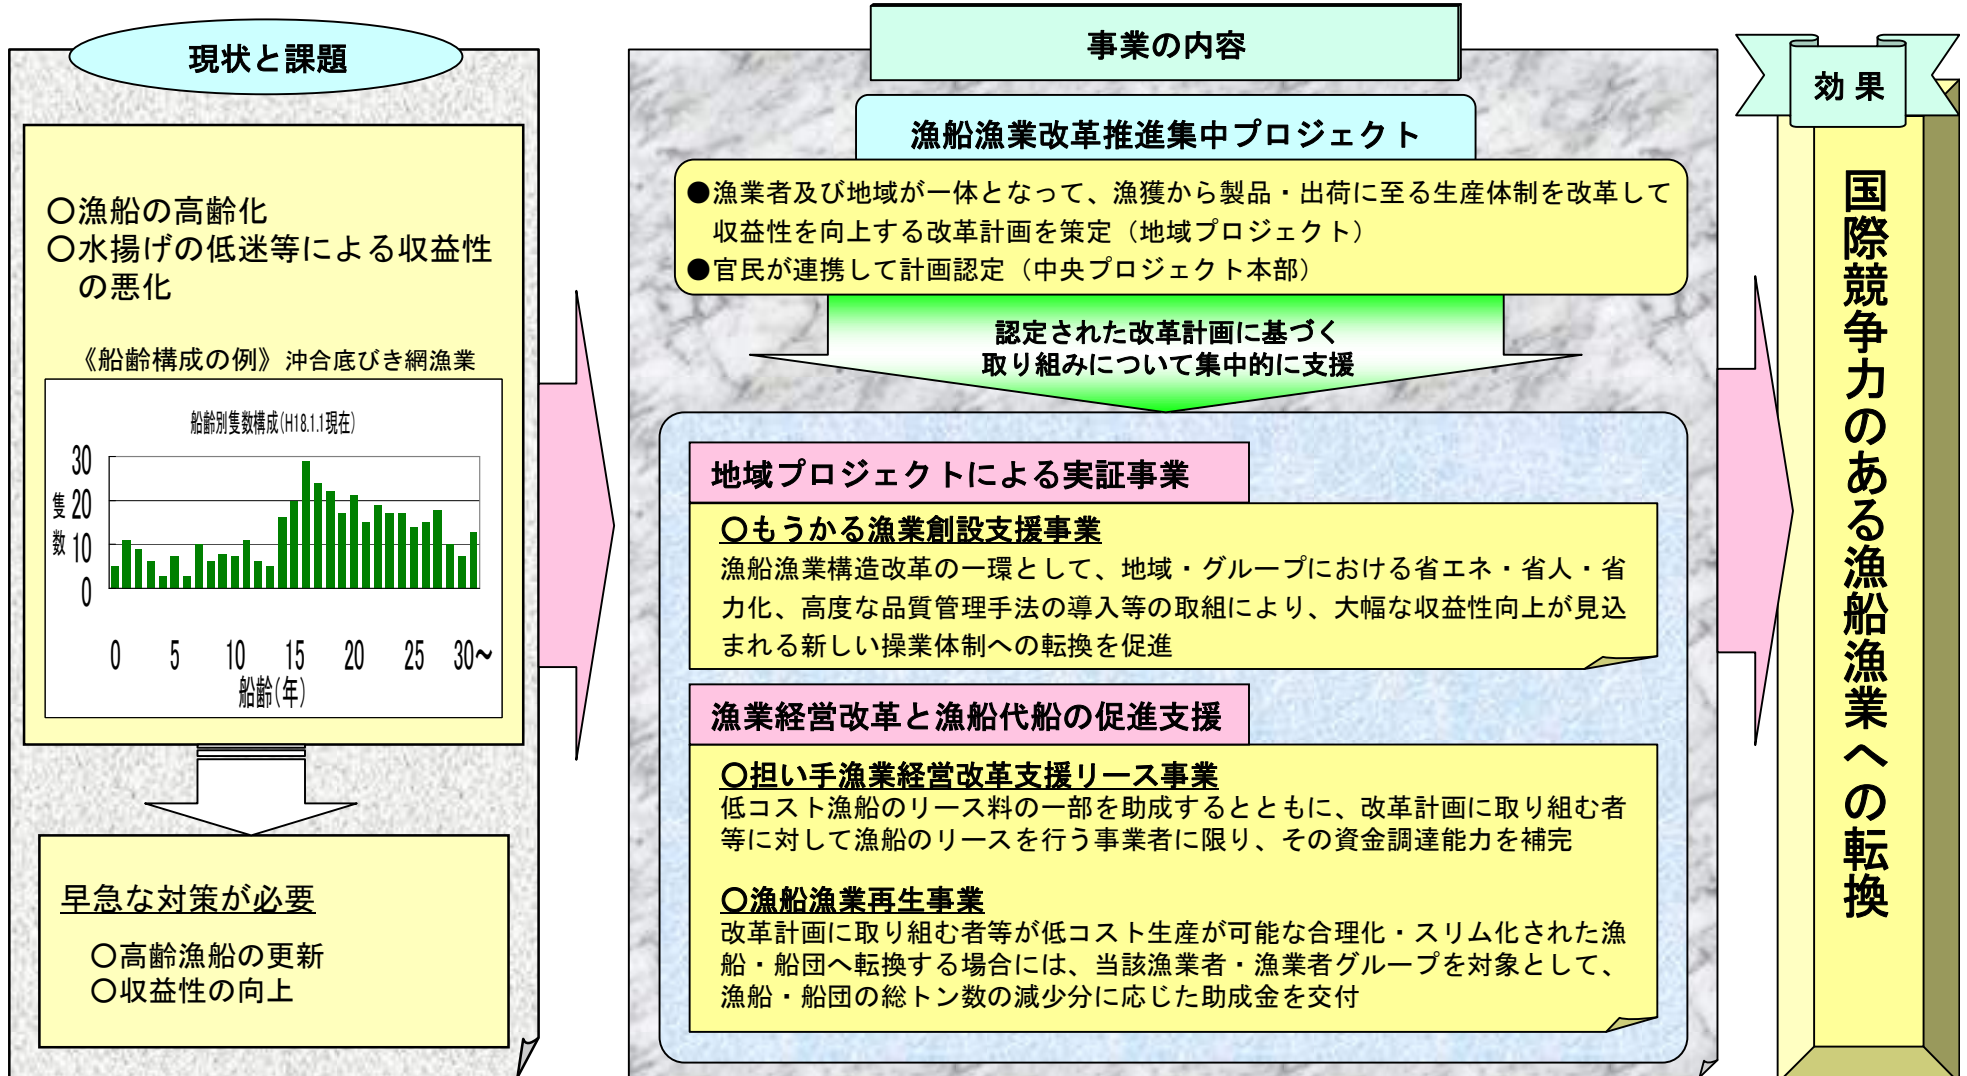 現状と課題
〇漁船の高齢化
〇水揚げの低迷等による収益性
の悪化
《船齢構成の例》沖合底びき網漁業
船齢別隻数構成(H18.1.1現在)
30
20
10
0
隻数
0 5 10 15 20 25 30～
船齢(年)
早急な対策が必要
〇高齢漁船の更新
〇収益性の向上
事業の内容
漁船漁業改革推進集中プロジェクト
●漁業者及び地域が一体となって、漁獲から製品・出荷に至る生産体制を改革して
収益性を向上する改革計画を策定（地域プロジェクト）
●官民が連携して計画認定（中央プロジェクト本部）
認定された改革計画に基づく
取り組みについて集中的に支援
地域プロジェクトによる実証事業
〇もうかる漁業創設支援事業
漁船漁業構造改革の一環として、地域・グループにおける省エネ・省人・省
力化、高度な品質管理手法の導入等の取組により、大幅な収益性向上が見込
まれる新しい操業体制への転換を促進
漁業経営改革と漁船代船の促進支援
〇担い手漁業経営改革支援リース事業
低コスト漁船のリース料の一部を助成するとともに、改革計画に取り組む者
等に対して漁船のリースを行う事業者に限り、その資金調達能力を補完
〇漁船漁業再生事業
改革計画に取り組む者等が低コスト生産が可能な合理化・スリム化された漁
船・船団へ転換する場合には、当該漁業者・漁業者グループを対象として、
漁船・船団の総トン数の減少分に応じた助成金を交付
効果
国際競争力のある漁船漁業への転換